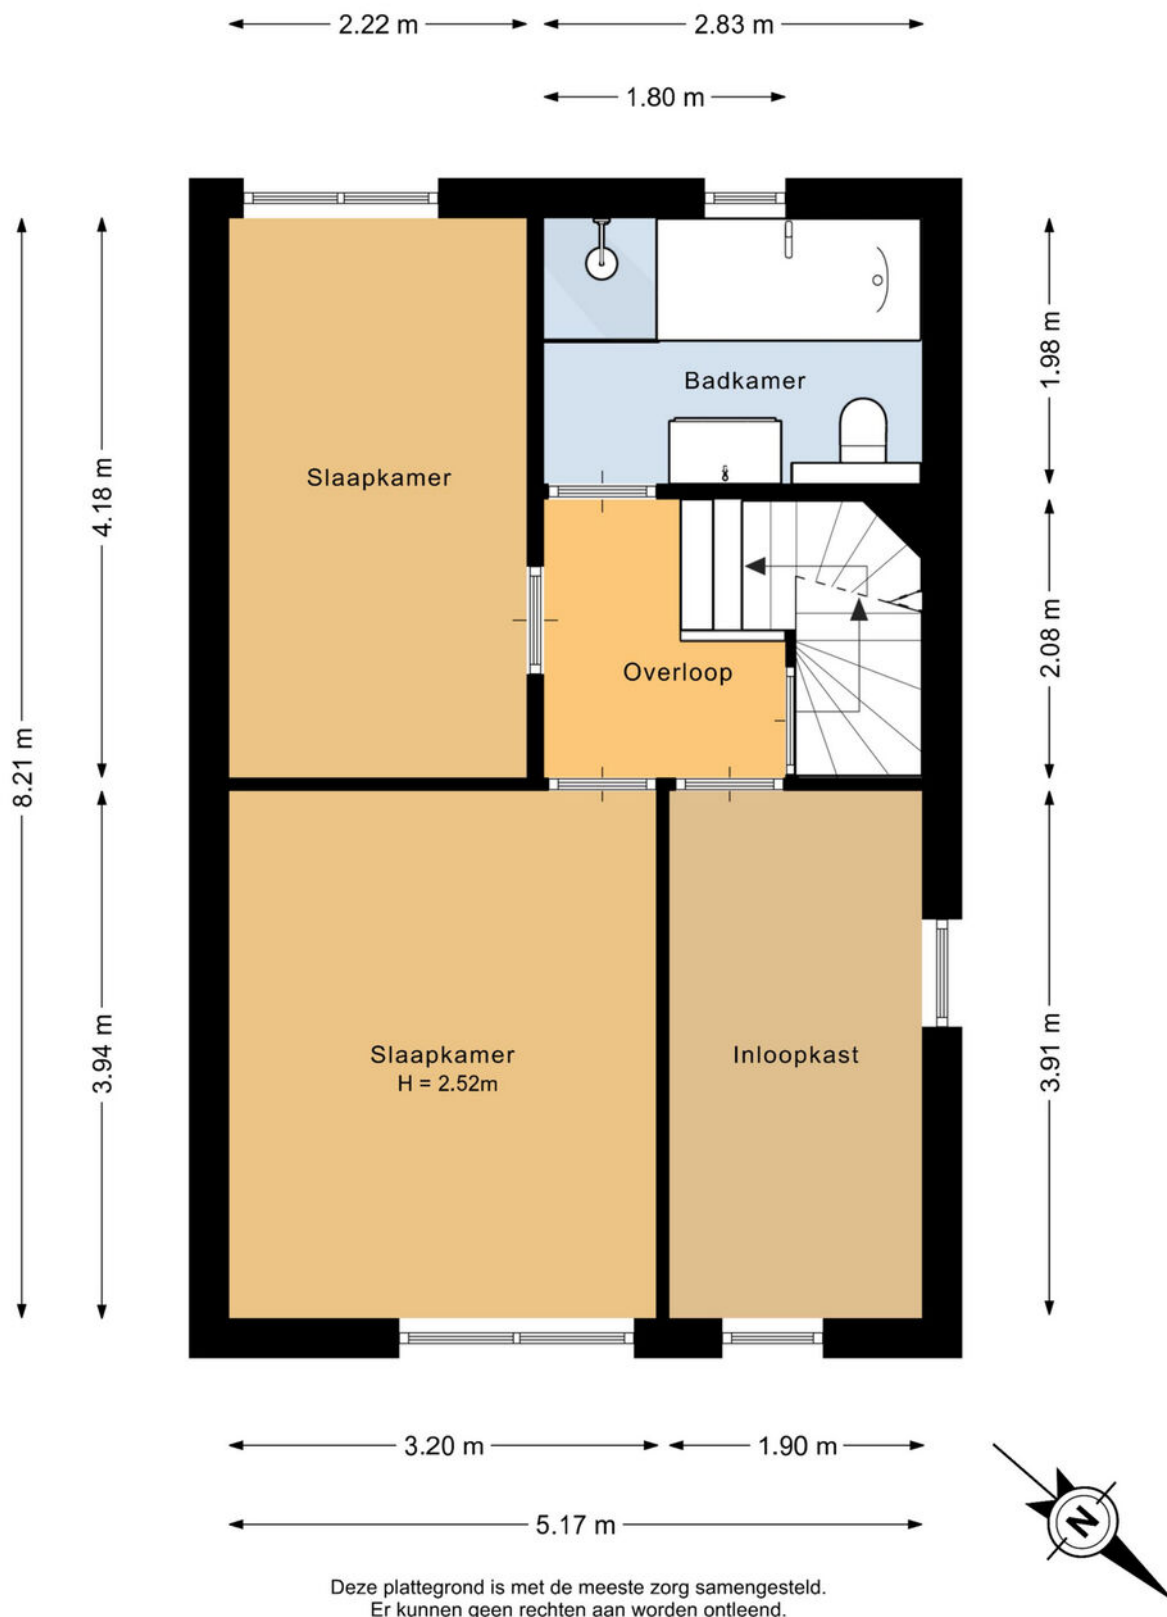 2.22 m
2.83 m
1.80 m
Badkamer
1.98 m
Slaapkamer
4.18 m
2.08 m
Overloop
8.21 m
Slaapkamer
H = 2.52m
Inloopkast
3.94 m
3.91 m
3.20 m
1.90 m
5.17 m
N
Deze plattegrond is met de meeste zorg samengesteld.
Er kunnen geen rechten aan worden ontleend.